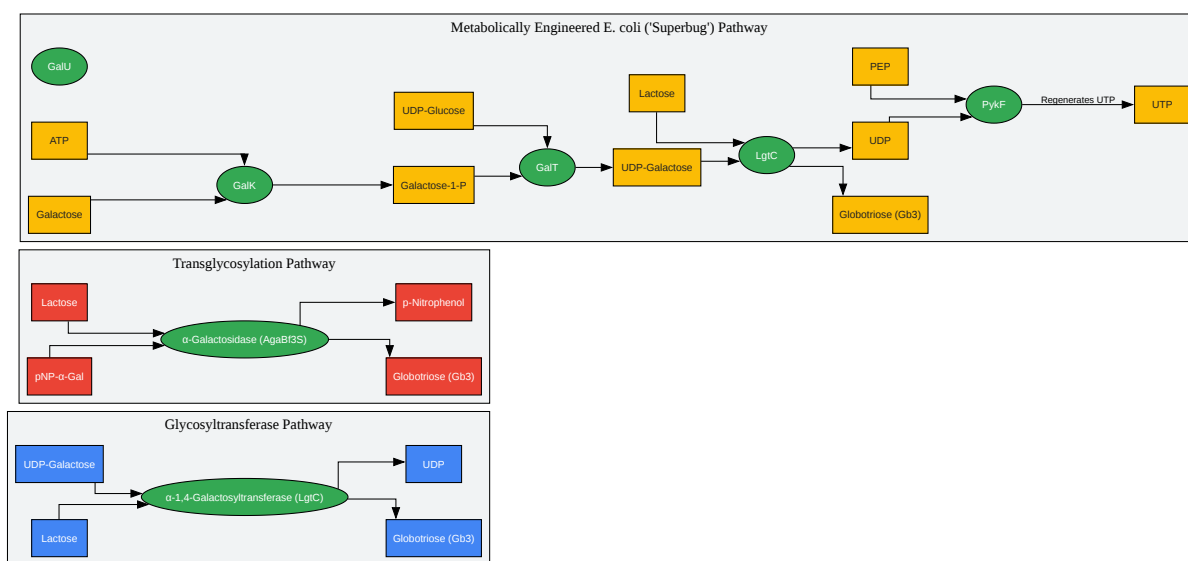 Metabolically Engineered E. coli ('Superbug') Pathway
GalU
PEP
Lactose
PykF
Regenerates UTP
UTP
UDP-Glucose
ATP
UDP
LgtC
GalT
UDP-Galactose
GalK
Galactose-1-P
Galactose
Globotriose (Gb3)
Transglycosylation Pathway
Lactose
p-Nitrophenol
α-Galactosidase (AgaBf3S)
pNP-α-Gal
Globotriose (Gb3)
Glycosyltransferase Pathway
UDP-Galactose
UDP
α-1,4-Galactosyltransferase (LgtC)
Lactose
Globotriose (Gb3)